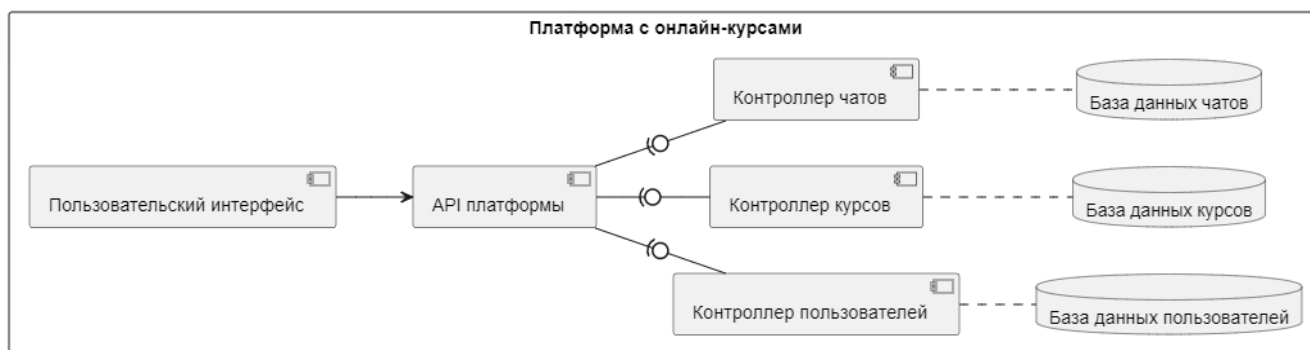 Платформа с онлайн-курсами
Контроллер чатов
База данных чатов
Пользовательский интерфейс
API платформы
Контроллер курсов
База данных курсов
Контроллер пользователей
База данных пользователей